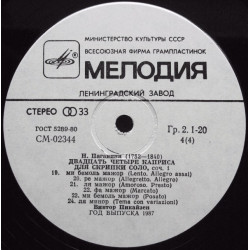 МИНИСТЕРСТВО КУЛЬТУРЫ СССР
ВСЕСОЮЗНАЯ ФИРМА ГРАМПЛАСТИНОК
МЕЛОДИЯ
ЛЕНИНГРАДСКИЙ ЗАВОД
СТЕРЕО 33
ГОСТ 5289-80
СМ-02344
Гр. 2. 1-20
4(4)
Н. Паганини (1782—1840)
ДВАДЦАТЬ ЧЕТЫРЕ КАПРИСА
ДЛЯ СКРИПКИ СОЛО, соч. 1
19. ми бемоль мажор (Lento. Allegro assai)
20. ре мажор (Allegretto. Allegro)
21. ля мажор (Amoroso. Presto)
22. фа мажор (Marcato)
23. ми бемоль мажор (Posato)
24. ля минор (Tema con variazioni)
Виктор Пикайзен
ГОД ВЫПУСКА 1987